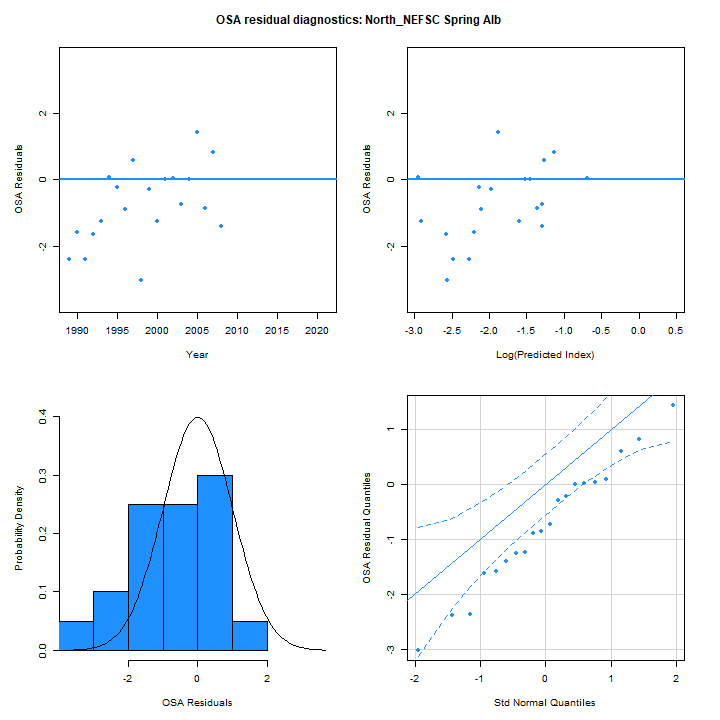 OSA residual diagnostics: North_NEFSC Spring Alb
OSA Residuals
2
0
-2
1990 1995 2000 2005 2010 2015 2020
Year
OSA Residuals
2
0
-2
-3.0 -2.5 -2.0 -1.5 -1.0 -0.5 0.0 0.5
Log(Predicted Index)
Probability Density
0.4
0.3
0.2
0.1
0.0
-2 0 2
OSA Residuals
OSA Residual Quantiles
1
0
-1
-2
-3
-2 -1 0 1 2
Std Normal Quantiles